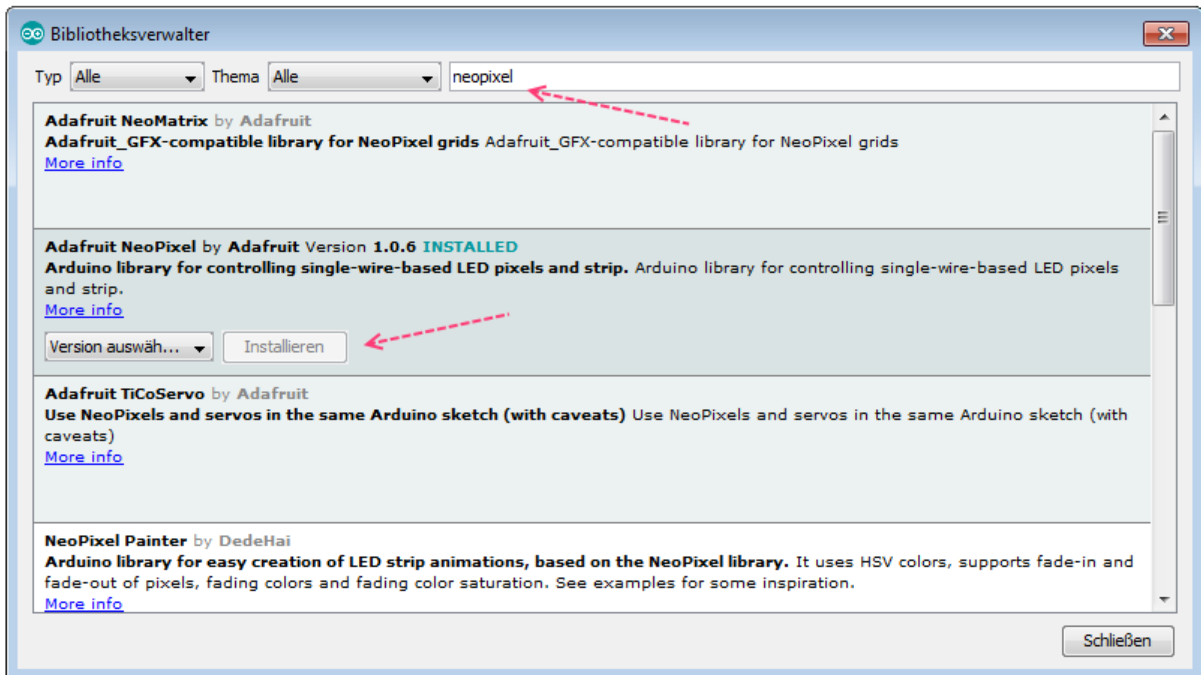 Bibliotheksverwalter
Typ Alle Thema Alle neopixel
Adafruit NeoMatrix by Adafruit
Adafruit_GFX-compatible library for NeoPixel grids Adafruit_GFX-compatible library for NeoPixel grids
More info
Adafruit NeoPixel by Adafruit Version 1.0.6 INSTALLED
Arduino library for controlling single-wire-based LED pixels and strip. Arduino library for controlling single-wire-based LED pixels
and strip.
More info
Version auswäh... Installieren
Adafruit TiCoServo by Adafruit
Use NeoPixels and servos in the same Arduino sketch (with caveats) Use NeoPixels and servos in the same Arduino sketch (with
caveats)
More info
NeoPixel Painter by DedeHai
Arduino library for easy creation of LED strip animations, based on the NeoPixel library. It uses HSV colors, supports fade-in and
fade-out of pixels, fading colors and fading color saturation. See examples for some inspiration.
More info
Schließen